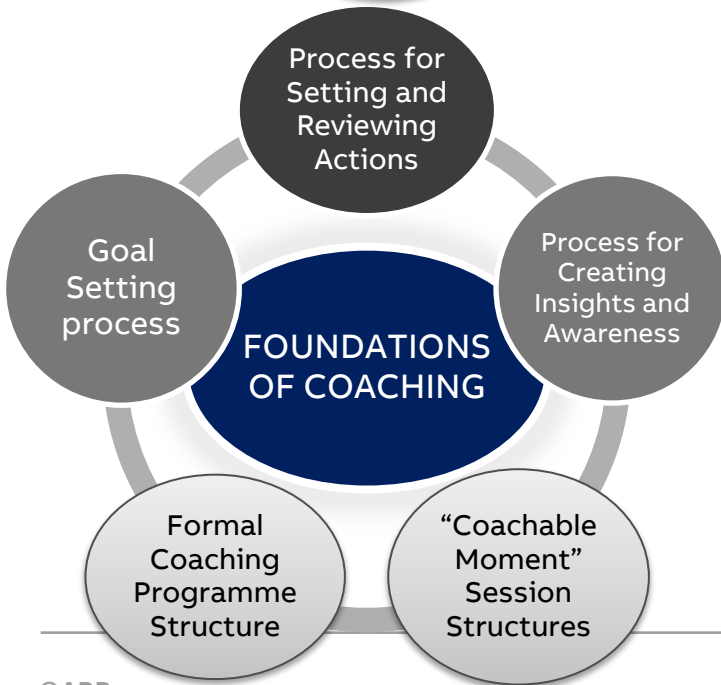 Process for
Setting and
Reviewing
Actions
Goal
Setting
process
Process for
Creating
Insights and
Awareness
FOUNDATIONS
OF COACHING
Formal
Coaching
Programme
Structure
“Coachable
Moment”
Session
Structures